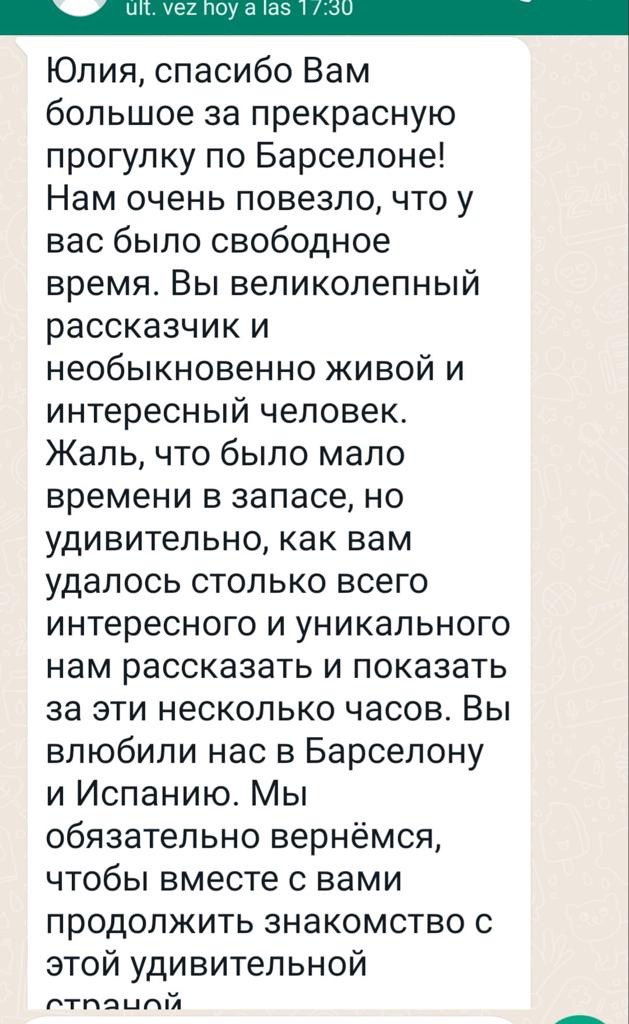 últ. vez hoy a las 17:30
Юлия, спасибо Вам
большое за прекрасную
прогулку по Барселоне!
Нам очень повезло, что у
вас было свободное
время. Вы великолепный
рассказчик и
необыкновенно живой и
интересный человек.
Жаль, что было мало
времени в запасе, но
удивительно, как вам
удалось столько всего
интересного и уникального
нам рассказать и показать
за эти несколько часов. Вы
влюбили нас в Барселону
и Испанию. Мы
обязательно вернёмся,
чтобы вместе с вами
продолжить знакомство с
этой удивительной
страной